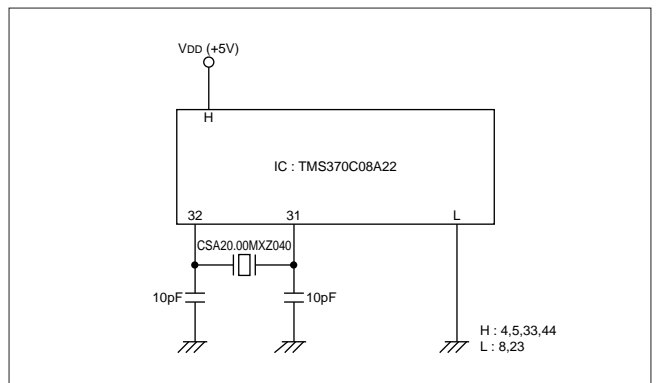 VDD (+5V)
H
IC : TMS370C08A22
32 31 L
CSA20.00MXZ040
10pF 10pF
H : 4,5,33,44
L : 8,23